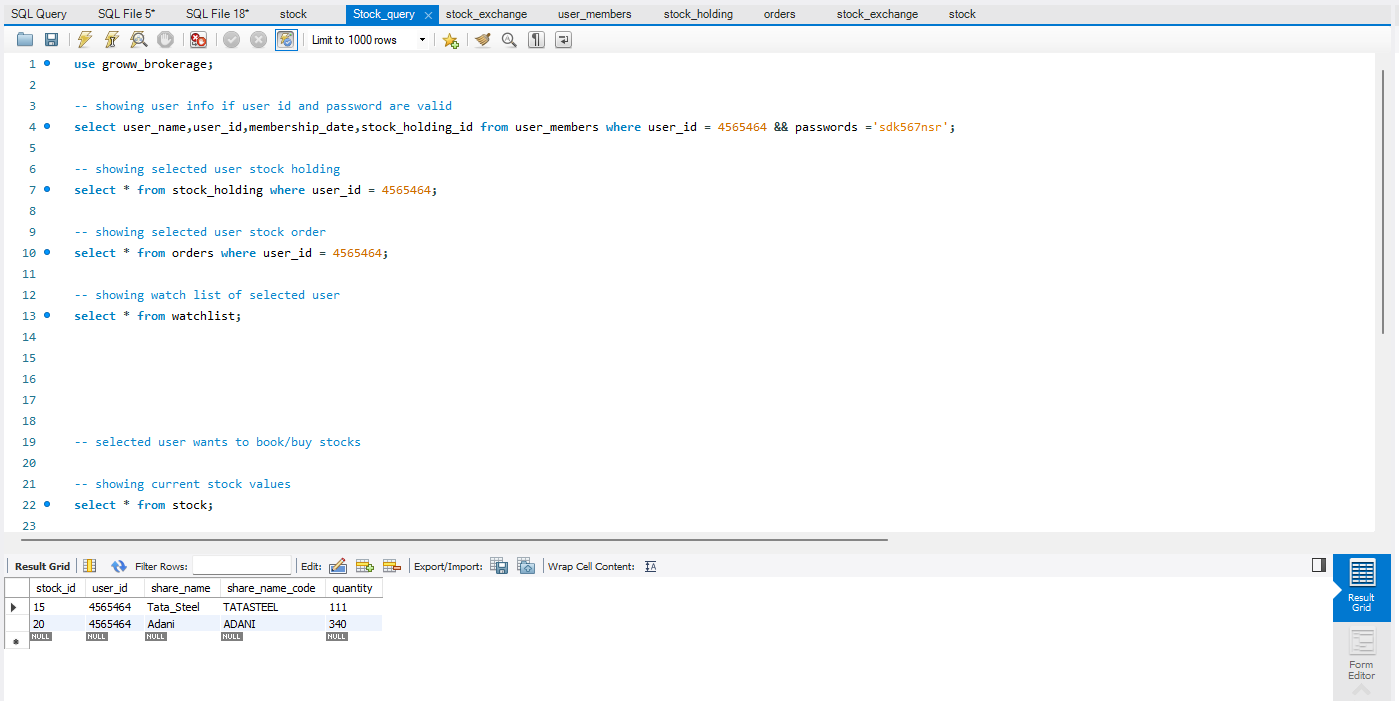 SQL Query SQL File 5* SQL File 18* stock Stock_query stock_exchange user_members stock_holding orders stock_exchange stock
Limit to 1000 rows
1 use groww_brokerage;
2
3 -- showing user info if user id and password are valid
4 select user_name,user_id,membership_date,stock_holding_id from user_members where user_id = 4565464 && passwords ='sdk567nsr';
5
6 -- showing selected user stock holding
7 select * from stock_holding where user_id = 4565464;
8
9 -- showing selected user stock order
10 select * from orders where user_id = 4565464;
11
12 -- showing watch list of selected user
13 select * from watchlist;
14
15
16
17
18
19 -- selected user wants to book/buy stocks
20
21 -- showing current stock values
22 select * from stock;
23
Result Grid Filter Rows: Edit: Export/Import: Wrap Cell Content:
stock_id user_id share_name share_name_code quantity
15 4565464 Tata_Steel TATASTEEL 111
20 4565464 Adani ADANI 340
NULL NULL NULL NULL NULL
Result
Grid
Form
Editor